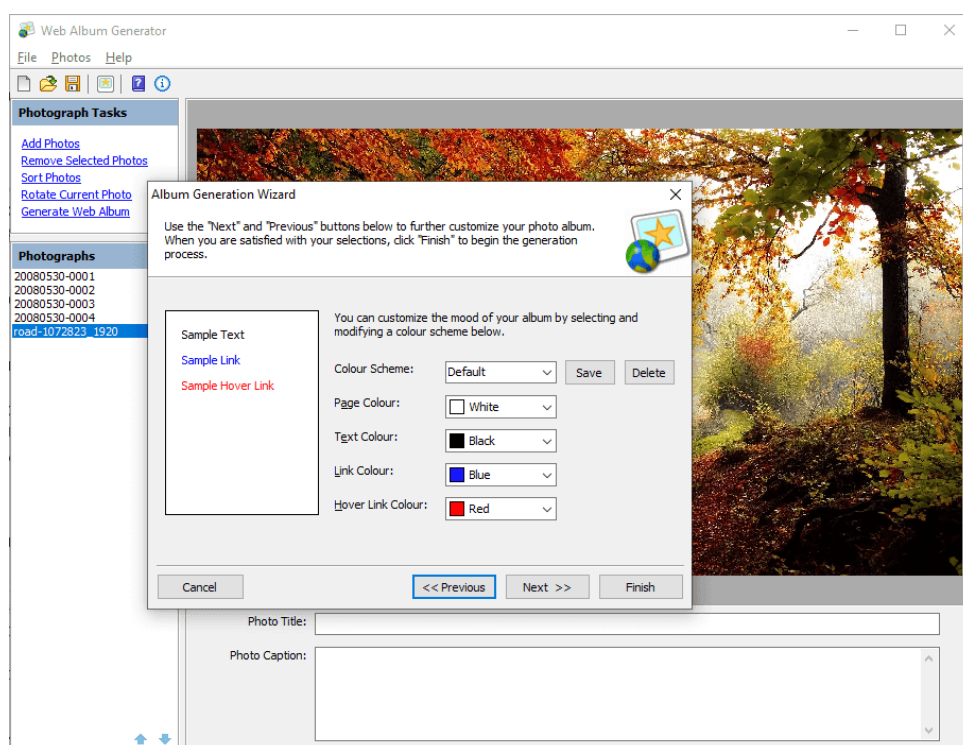 Web Album Generator
File Photos Help
Photograph Tasks
Add Photos
Remove Selected Photos
Sort Photos
Rotate Current Photo
Generate Web Album
Photographs
20080530-0001
20080530-0002
20080530-0003
20080530-0004
road-1072823_1920
Album Generation Wizard
Use the "Next" and "Previous" buttons below to further customize your photo album.
When you are satisfied with your selections, click "Finish" to begin the generation
process.
Sample Text
Sample Link
Sample Hover Link
You can customize the mood of your album by selecting and
modifying a colour scheme below.
Colour Scheme: Default Save Delete
Page Colour: White
Text Colour: Black
Link Colour: Blue
Hover Link Colour: Red
Cancel << Previous Next >> Finish
Photo Title:
Photo Caption: